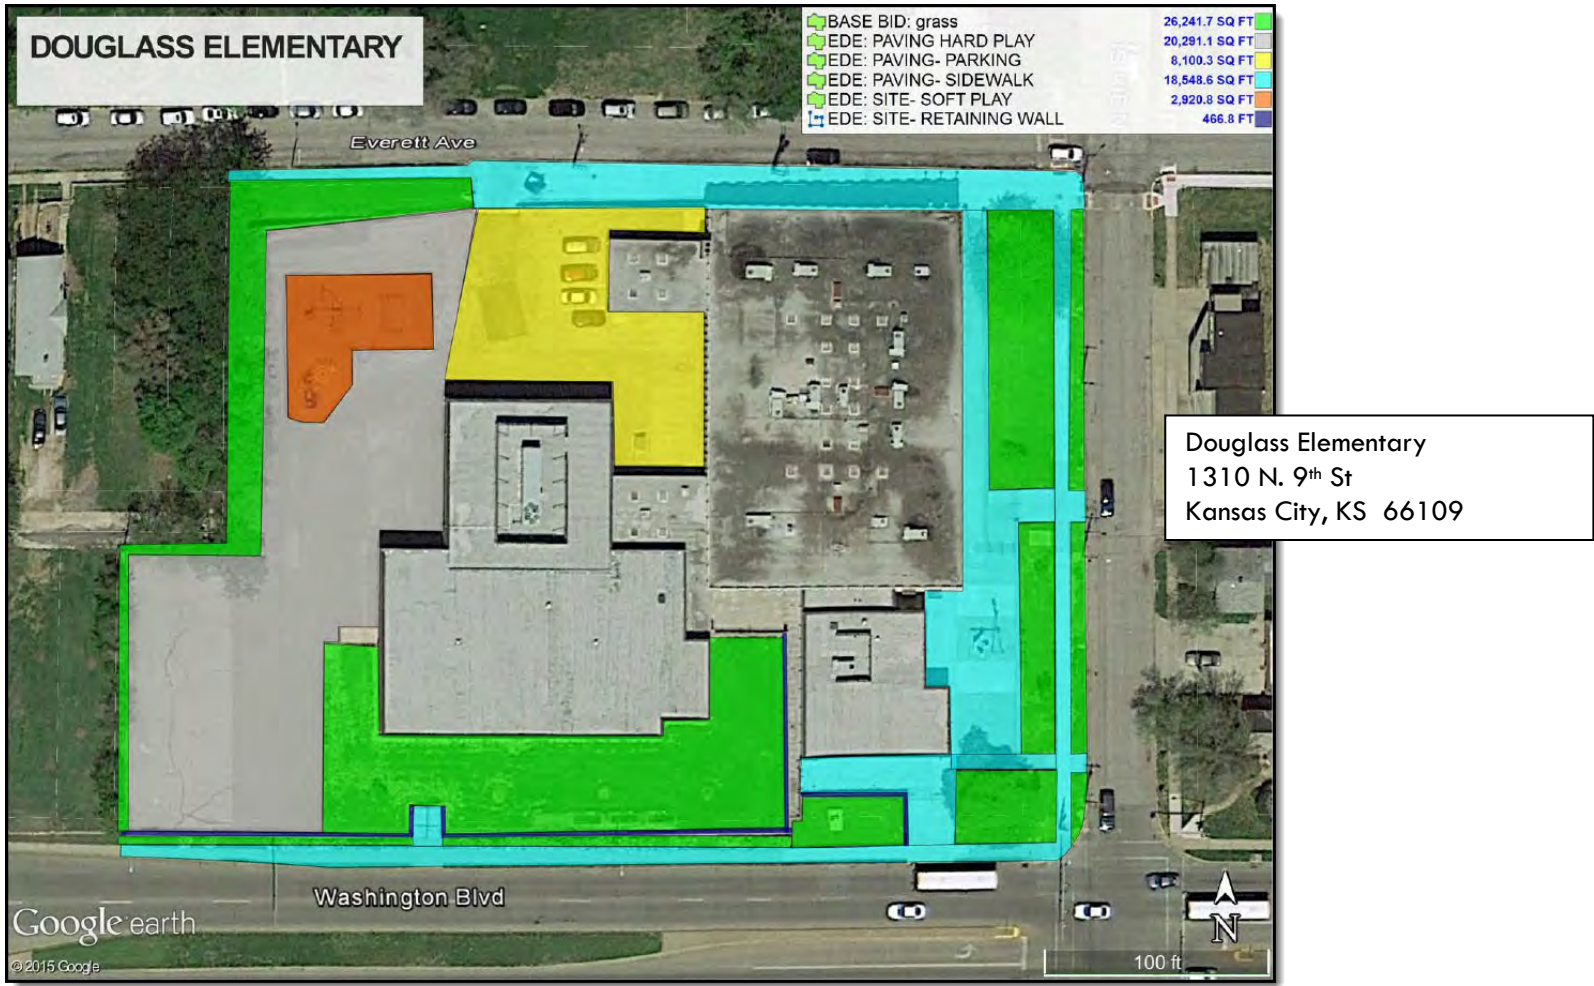 DOUGLASS ELEMENTARY
BASE BID: grass 26,241.7 SQ FT
EDE: PAVING HARD PLAY 20,291.1 SQ FT
EDE: PAVING- PARKING 8,100.3 SQ FT
EDE: PAVING- SIDEWALK 18,548.6 SQ FT
EDE: SITE- SOFT PLAY 2,920.8 SQ FT
EDE: SITE- RETAINING WALL 466.8 FT
Everett Ave
Douglass Elementary
1310 N. 9th St
Kansas City, KS 66109
Washington Blvd
Google earth
N
© 2015 Google
100 ft